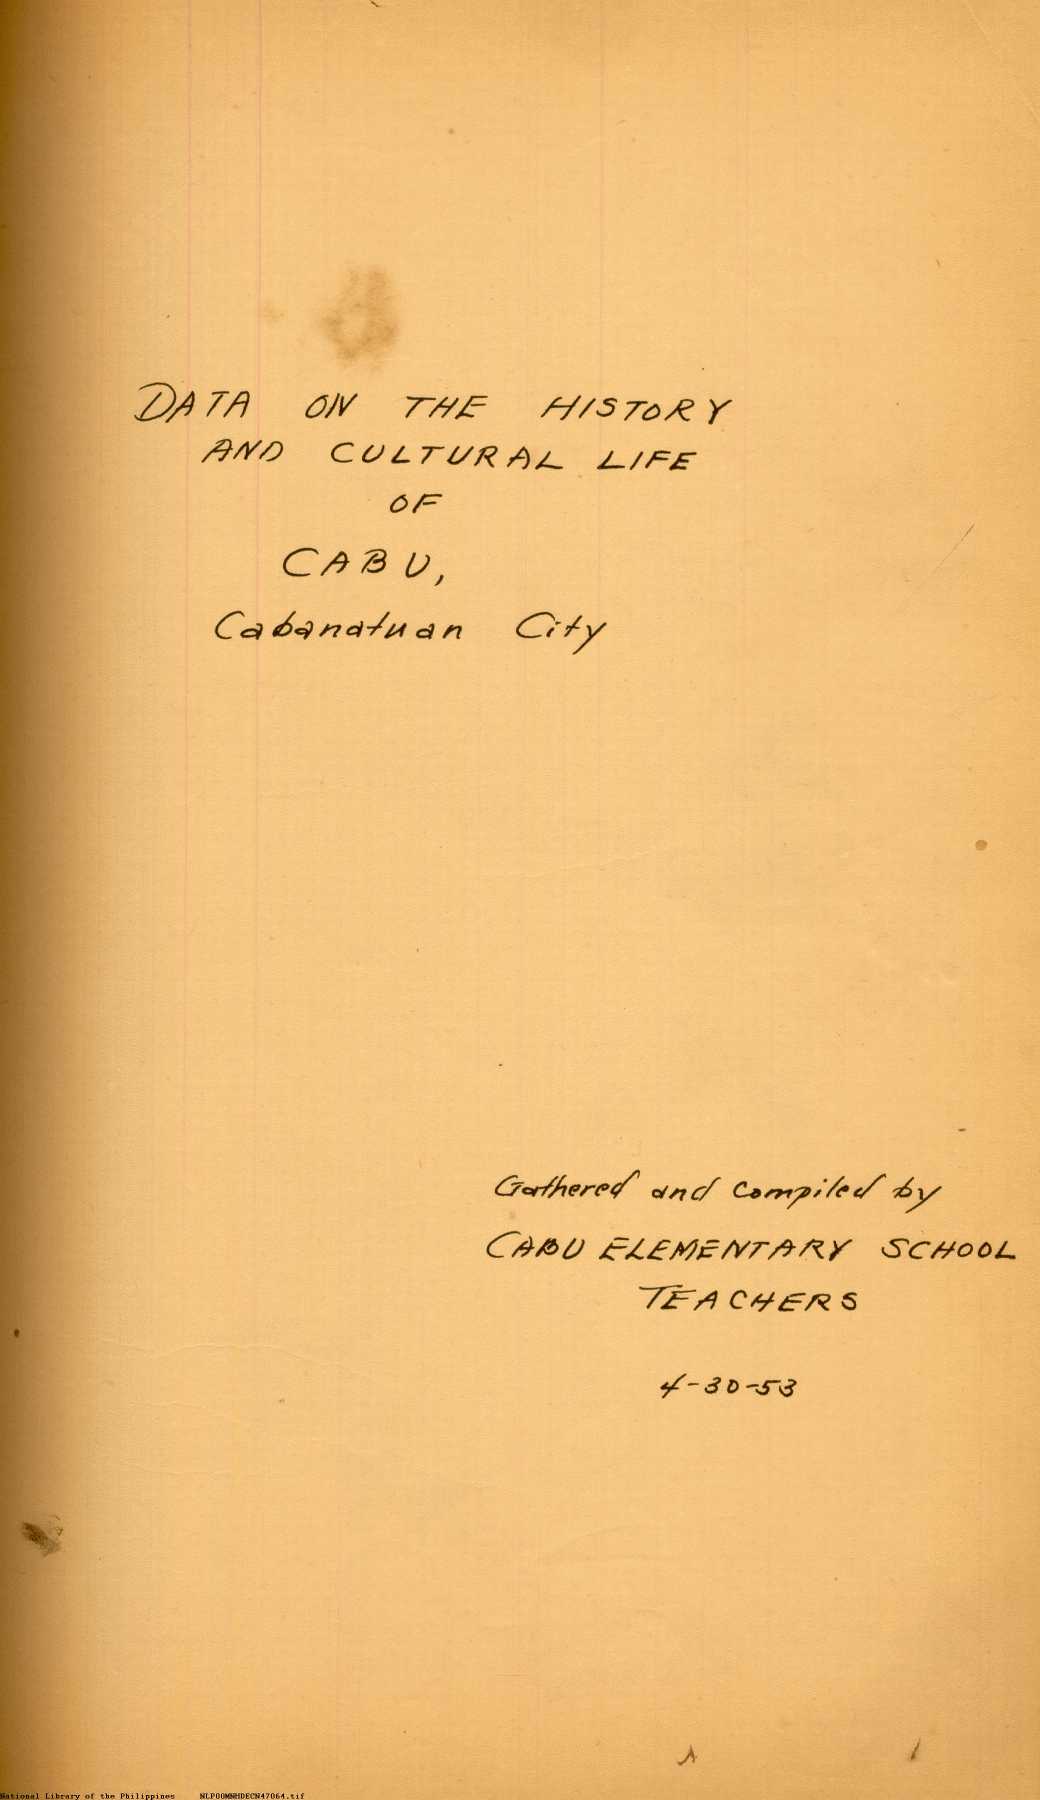 DATA ON THE HISTORY
AND CULTURAL LIFE
OF
CABU,
Cabanatuan City
Gathered and compiled by
CABU ELEMENTARY SCHOOL
TEACHERS
4-30-53
National Library of the Philippines NLP00MNHDECN47064.tif